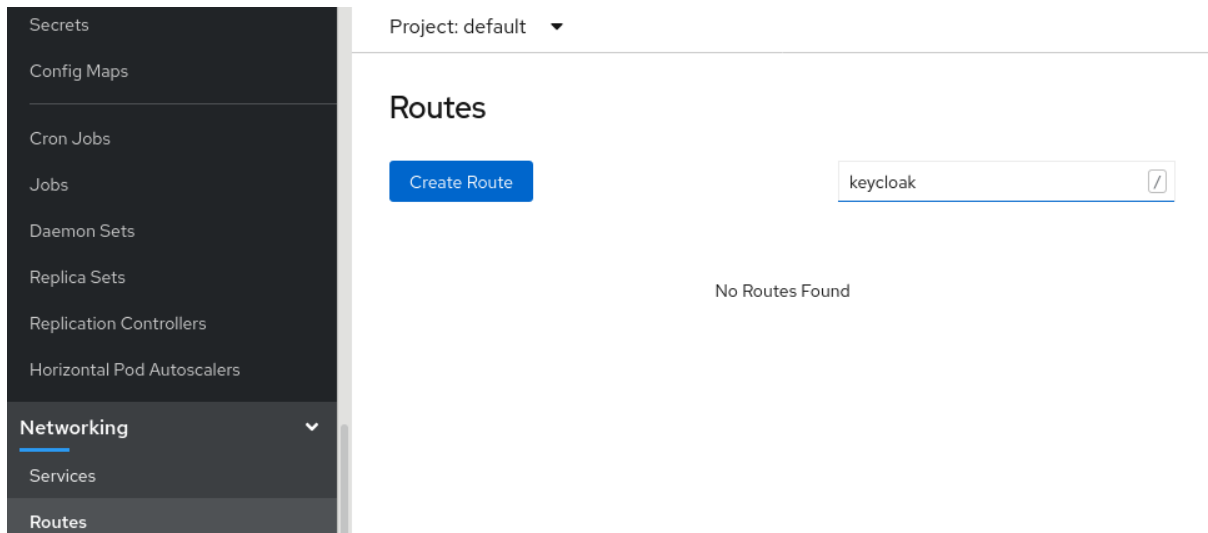 Secrets
Config Maps
Cron Jobs
Jobs
Daemon Sets
Replica Sets
Replication Controllers
Horizontal Pod Autoscalers
Networking
Services
Routes
Project: default
Routes
Create Route
keycloak /
No Routes Found